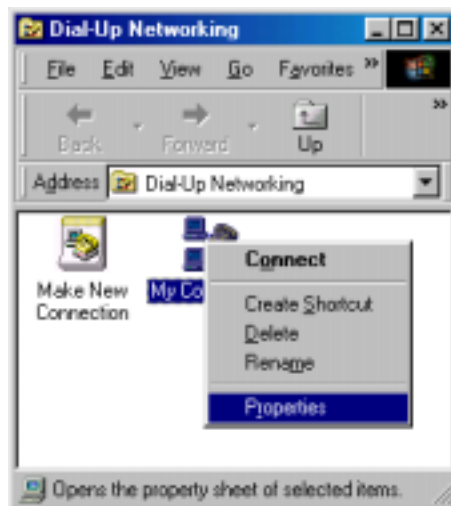 Dial-Up Networking
File Edit View Go Favorites »
Back Forward Up »
Address Dial-Up Networking
Make New Connection
My Co
Connect
Create Shortcut
Delete
Rename
Properties
Opens the property sheet of selected items.